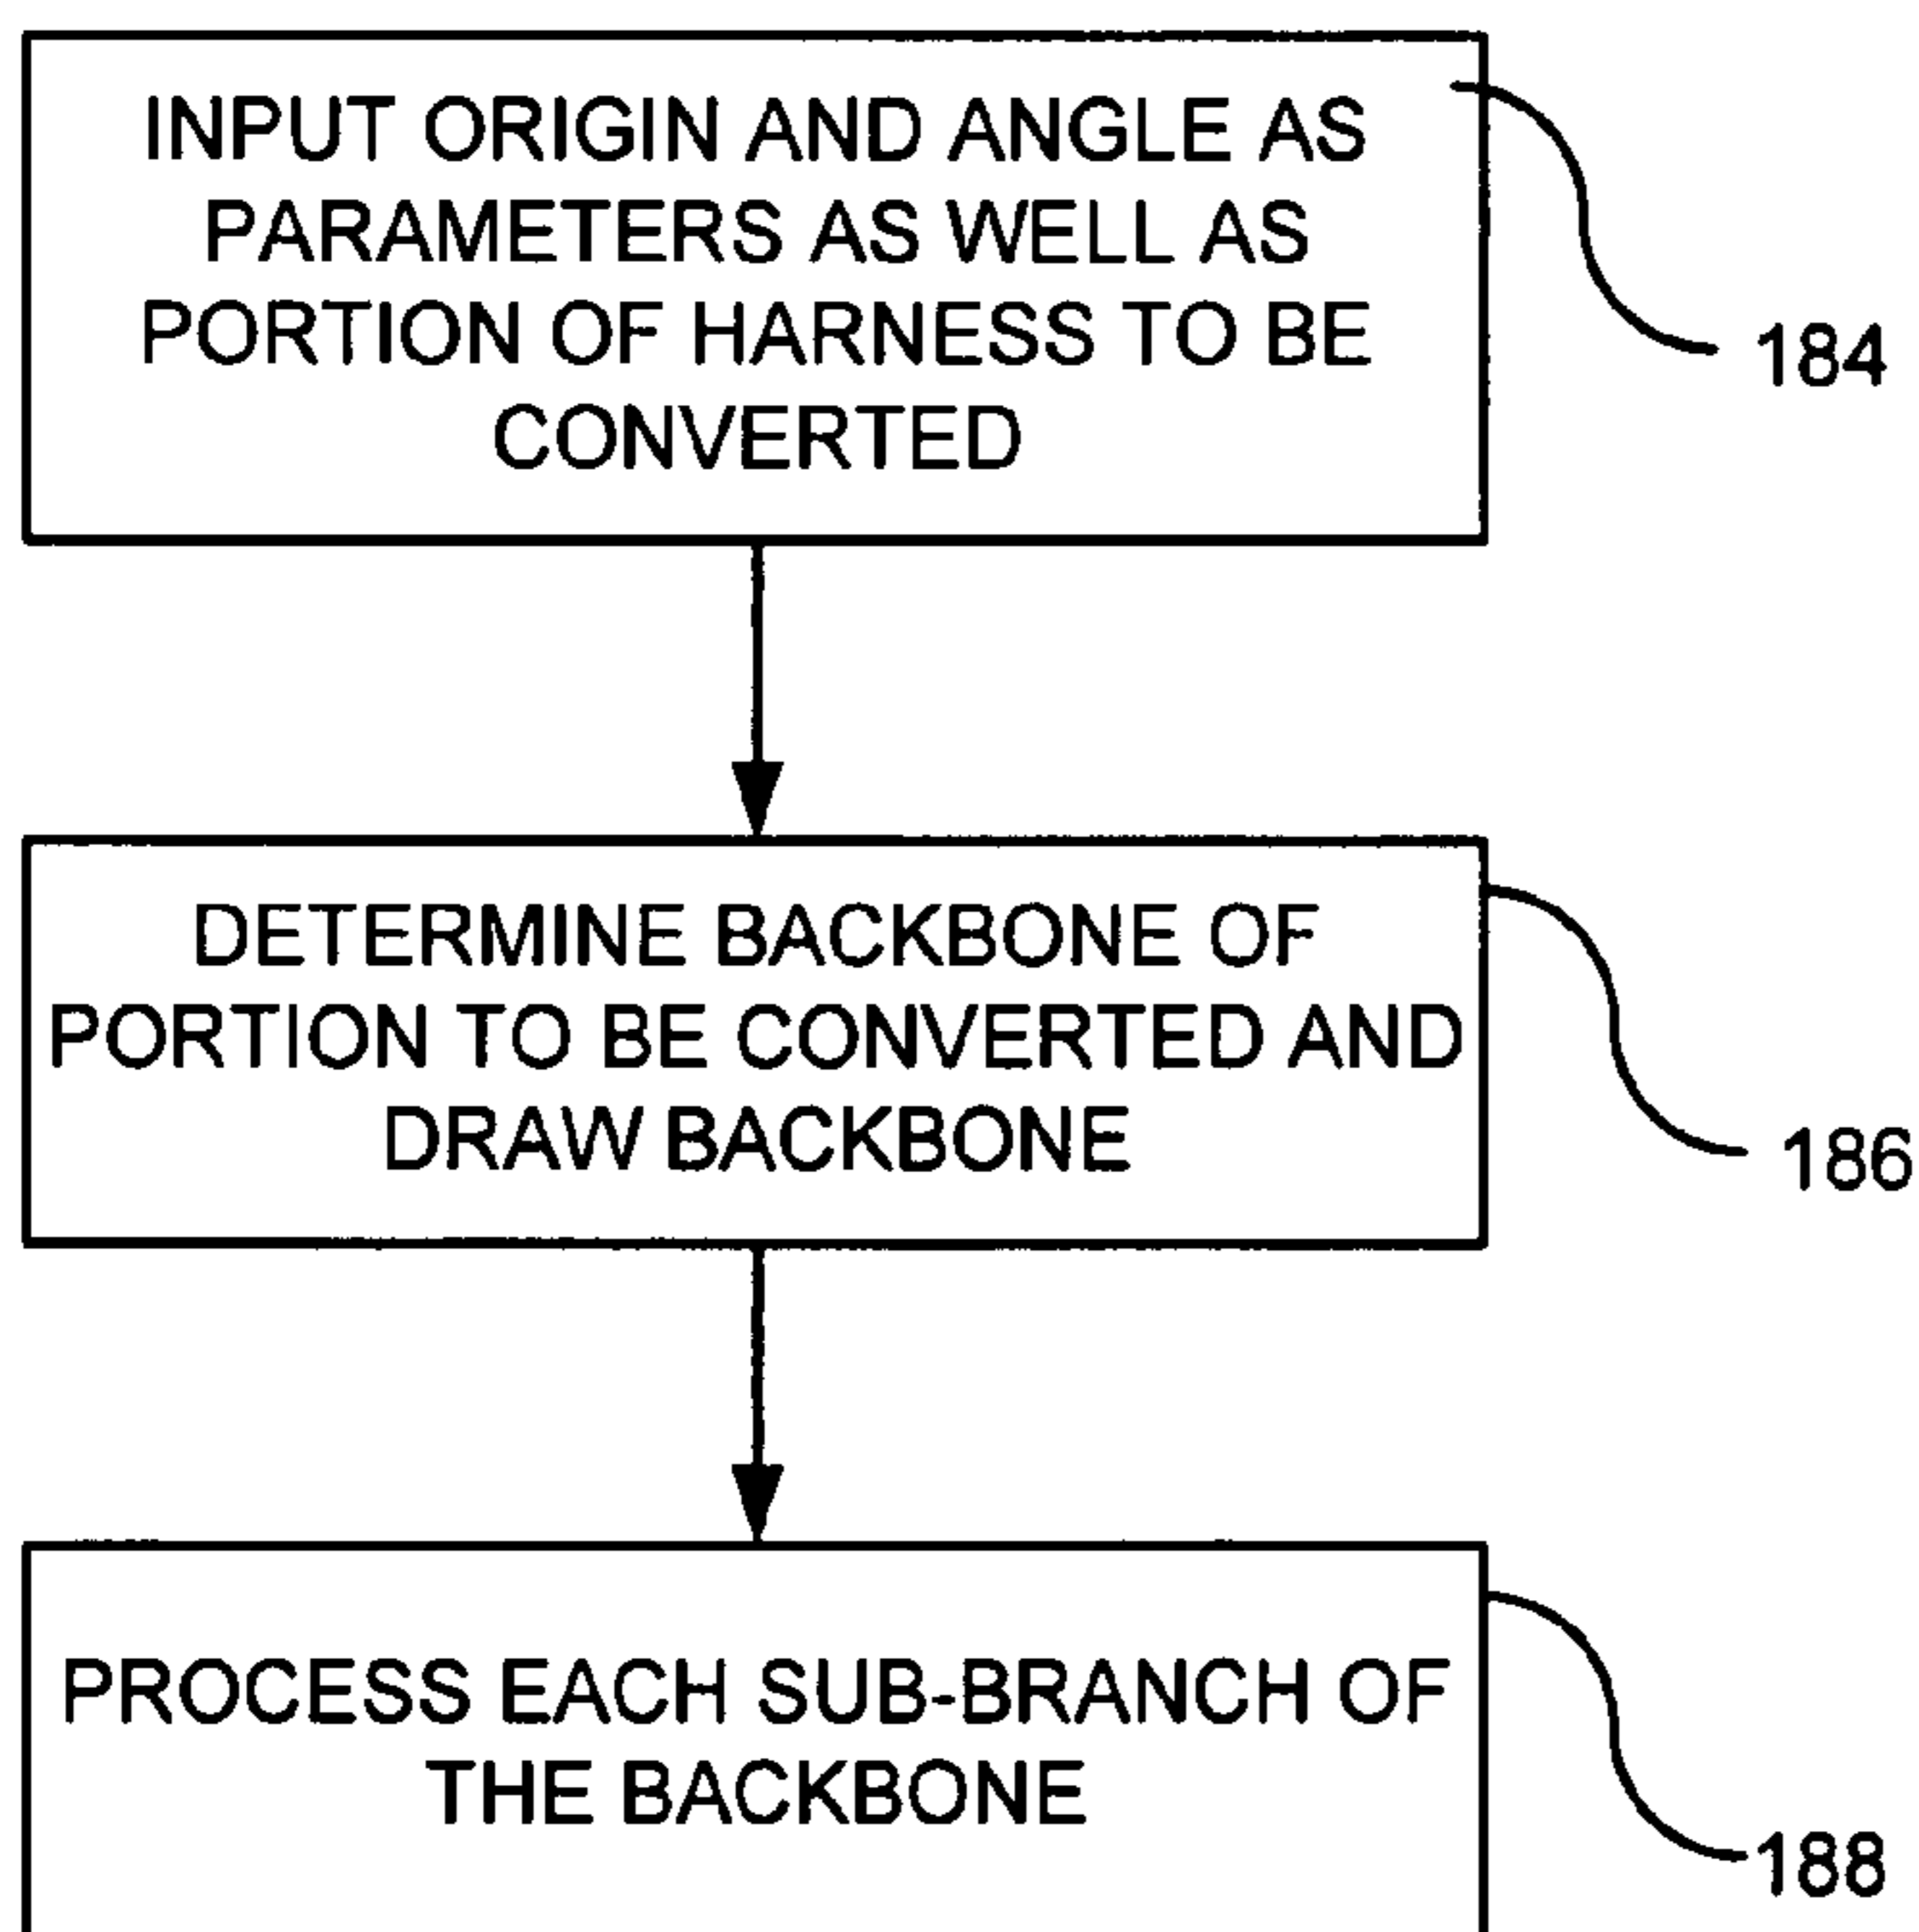 INPUT ORIGIN AND ANGLE AS
PARAMETERS AS WELL AS
PORTION OF HARNESS TO BE
CONVERTED
184
DETERMINE BACKBONE OF
PORTION TO BE CONVERTED AND
DRAW BACKBONE
186
PROCESS EACH SUB-BRANCH OF
THE BACKBONE
188